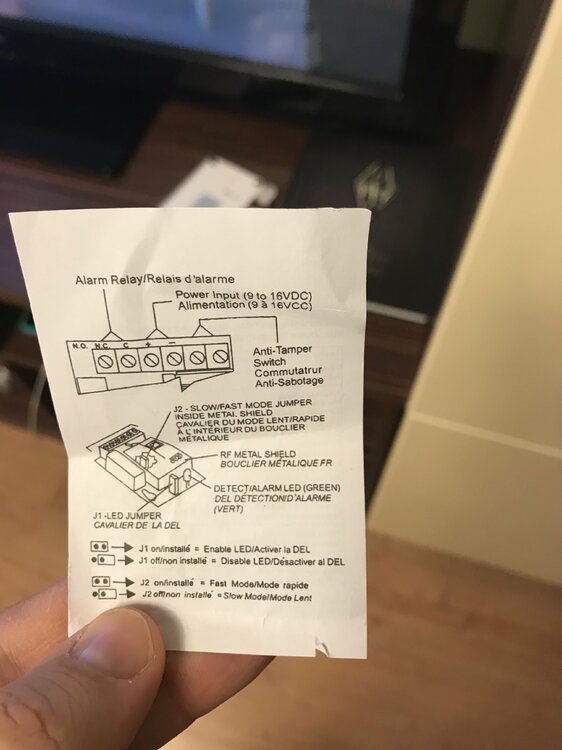 Alarm Relay/Relais d'alarme
Power Input (9 to 16VDC)
Alimentation (9 à 16VCC)
N.O. N.C. C + −
Anti-Tamper
Switch
Commutatrur
Anti-Sabotage
J2 - SLOW/FAST MODE JUMPER
INSIDE METAL SHIELD
CAVALIER DU MODE LENT/RAPIDE
À L'INTÉRIEUR DU BOUCLIER
MÉTALIQUE
RF METAL SHIELD
BOUCLIER MÉTALIQUE FR
DETECT/ALARM LED (GREEN)
DEL DÉTECTION/D'ALARME
(VERT)
J1 -LED JUMPER
CAVALIER DE LA DEL
J1 on/installé = Enable LED/Activer la DEL
J1 off/non installé = Disable LED/Désactiver al DEL
J2 on/installé = Fast Mode/Mode rapide
J2 off/non installé = Slow Mode/Mode Lent